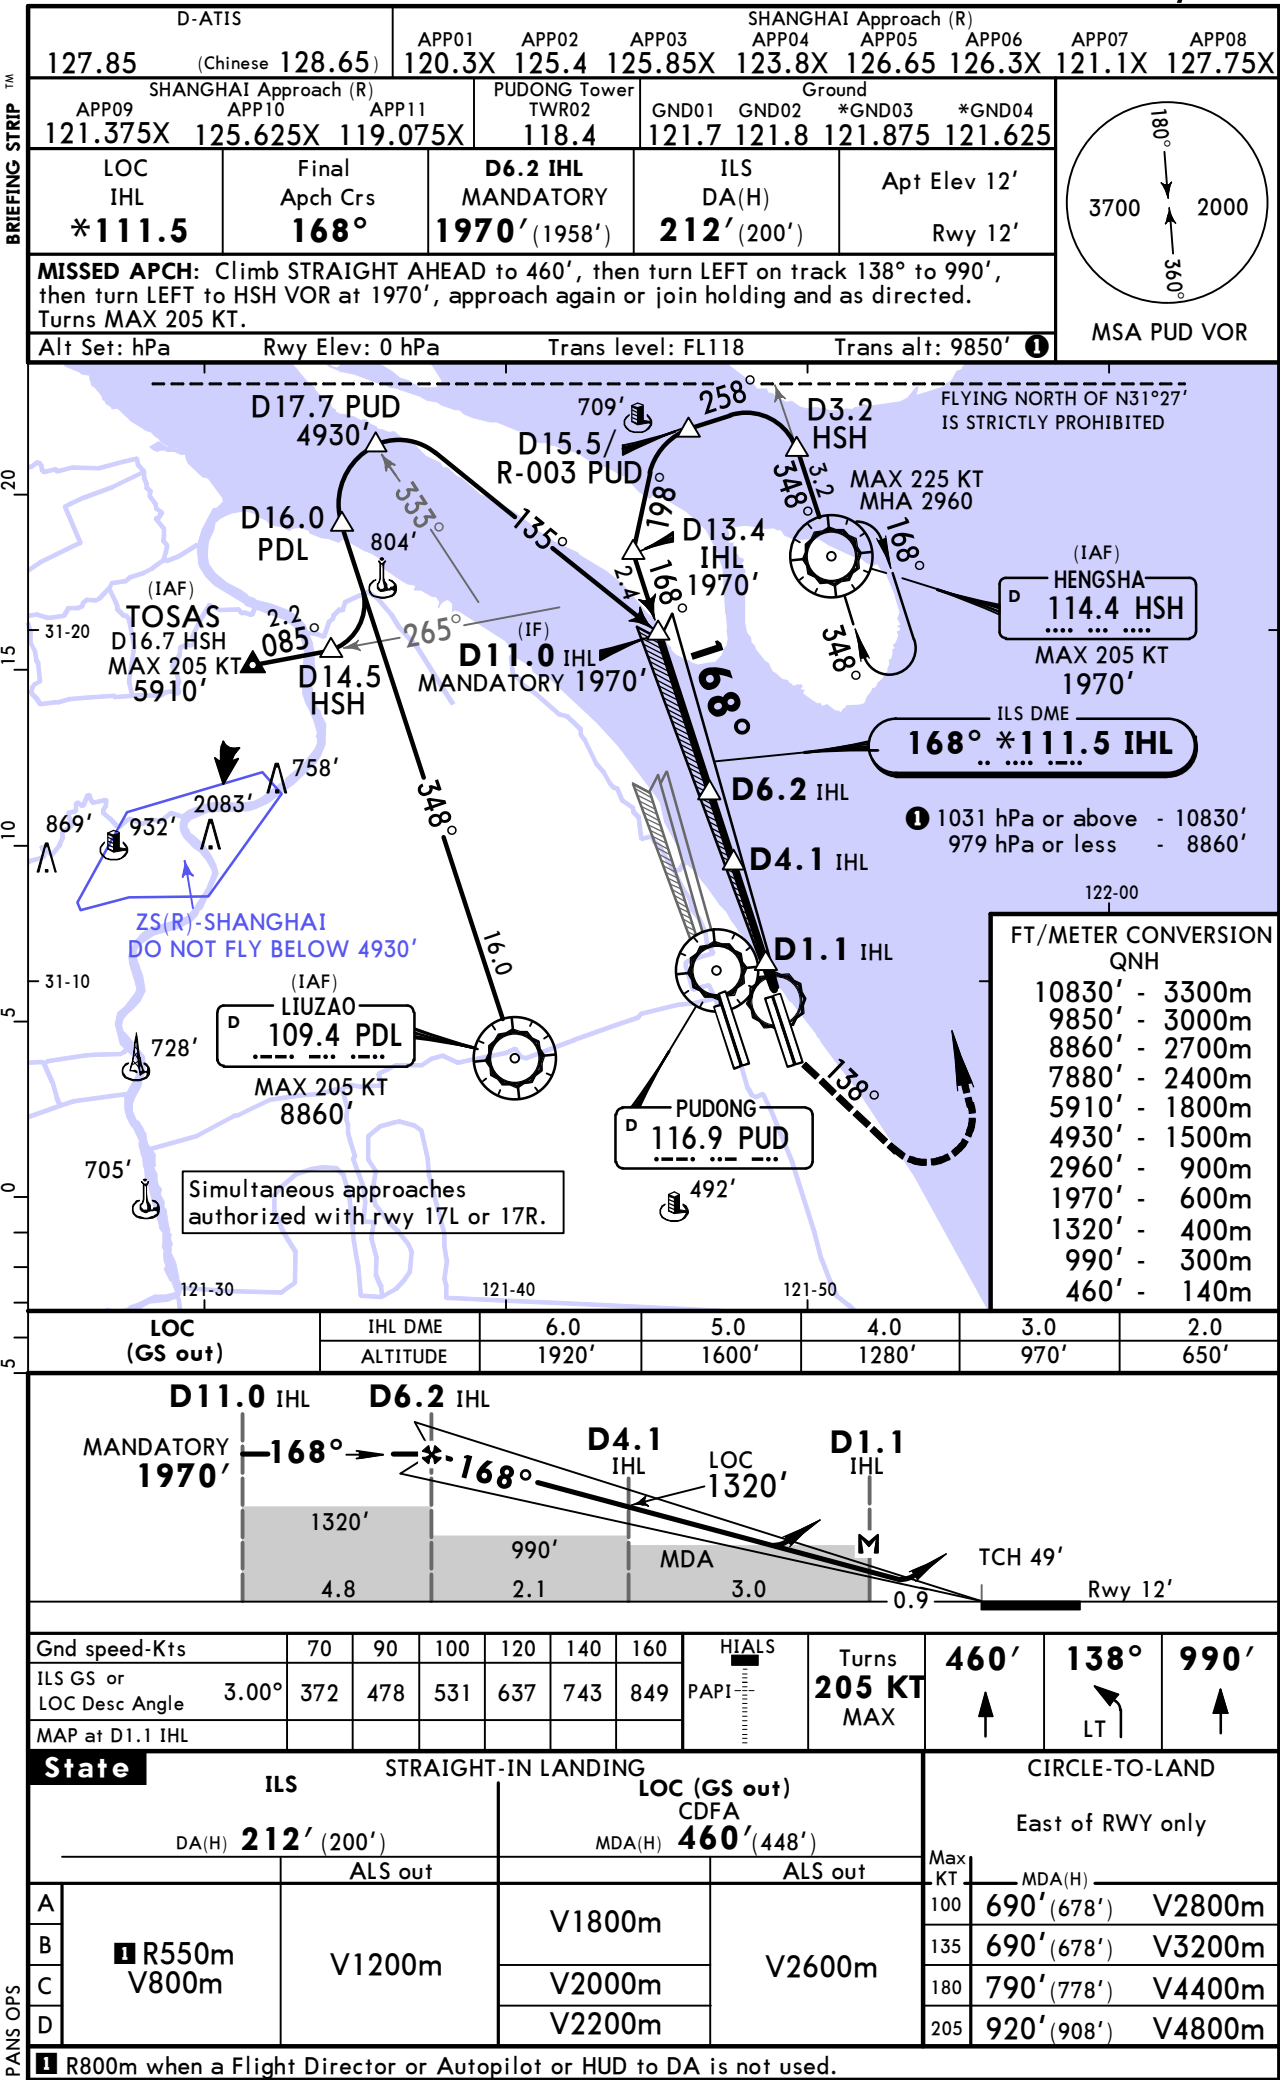 D-ATIS
127.85 (Chinese 128.65)
SHANGHAI Approach (R)
APP01 APP02 APP03 APP04 APP05 APP06 APP07 APP08
120.3X 125.4 125.85X 123.8X 126.65 126.3X 121.1X 127.75X
SHANGHAI Approach (R)
APP09 APP10 APP11
121.375X 125.625X 119.075X
PUDONG Tower
TWR02
118.4
Ground
GND01 GND02 *GND03 *GND04
121.7 121.8 121.875 121.625
BRIEFING STRIP TM
LOC
IHL
*111.5
Final
Apch Crs
168°
D6.2 IHL
MANDATORY
1970' (1958')
ILS
DA(H)
212' (200')
Apt Elev 12'
Rwy 12'
180°
3700 2000
360°
MSA PUD VOR
MISSED APCH: Climb STRAIGHT AHEAD to 460', then turn LEFT on track 138° to 990',
then turn LEFT to HSH VOR at 1970', approach again or join holding and as directed.
Turns MAX 205 KT.
Alt Set: hPa Rwy Elev: 0 hPa Trans level: FL118 Trans alt: 9850' 1
FLYING NORTH OF N31°27'
IS STRICTLY PROHIBITED
D17.7 PUD
4930'
709'
258°
D3.2
HSH
D15.5/
R-003 PUD
348°
3.2
MAX 225 KT
MHA 2960
333°
198°
D16.0
PDL
135°
D13.4
IHL
1970'
168°
804'
2.4
168°
(IAF)
HENGSHA
D 114.4 HSH
MAX 205 KT
1970'
(IAF)
TOSAS
D16.7 HSH
MAX 205 KT
5910'
2.2
085°
265°
(IF)
D11.0 IHL
MANDATORY 1970'
168°
348°
D14.5
HSH
ILS DME
168° *111.5 IHL
758'
2083'
869'
932'
348°
D6.2 IHL
1 1031 hPa or above - 10830'
979 hPa or less - 8860'
D4.1 IHL
ZS(R)-SHANGHAI
DO NOT FLY BELOW 4930'
16.0
D1.1 IHL
(IAF)
LIUZAO
D 109.4 PDL
MAX 205 KT
8860'
728'
138°
PUDONG
D 116.9 PUD
705'
492'
Simultaneous approaches
authorized with rwy 17L or 17R.
31-20
31-10
121-30 121-40 121-50
122-00
20
15
10
5
0
5
FT/METER CONVERSION
QNH
10830' - 3300m
9850' - 3000m
8860' - 2700m
7880' - 2400m
5910' - 1800m
4930' - 1500m
2960' - 900m
1970' - 600m
1320' - 400m
990' - 300m
460' - 140m
LOC
(GS out)
IHL DME 6.0 5.0 4.0 3.0 2.0
ALTITUDE 1920' 1600' 1280' 970' 650'
D11.0 IHL D6.2 IHL
MANDATORY
1970'
168°
168°
D4.1
IHL
LOC
1320'
D1.1
IHL
1320'
990'
MDA
M
TCH 49'
4.8 2.1 3.0 0.9 Rwy 12'
Gnd speed-Kts 70 90 100 120 140 160
ILS GS or
LOC Desc Angle 3.00° 372 478 531 637 743 849
MAP at D1.1 IHL
HIALS
PAPI
Turns
205 KT
MAX
460'
138°
LT
990'
State
STRAIGHT-IN LANDING
ILS
DA(H) 212' (200')
ALS out
LOC (GS out)
CDFA
MDA(H) 460' (448')
ALS out
CIRCLE-TO-LAND
East of RWY only
Max
KT MDA(H)
A
B
C
D
1 R550m
V800m
V1200m
V1800m
V2000m
V2200m
V2600m
100 690' (678') V2800m
135 690' (678') V3200m
180 790' (778') V4400m
205 920' (908') V4800m
PANS OPS
1 R800m when a Flight Director or Autopilot or HUD to DA is not used.